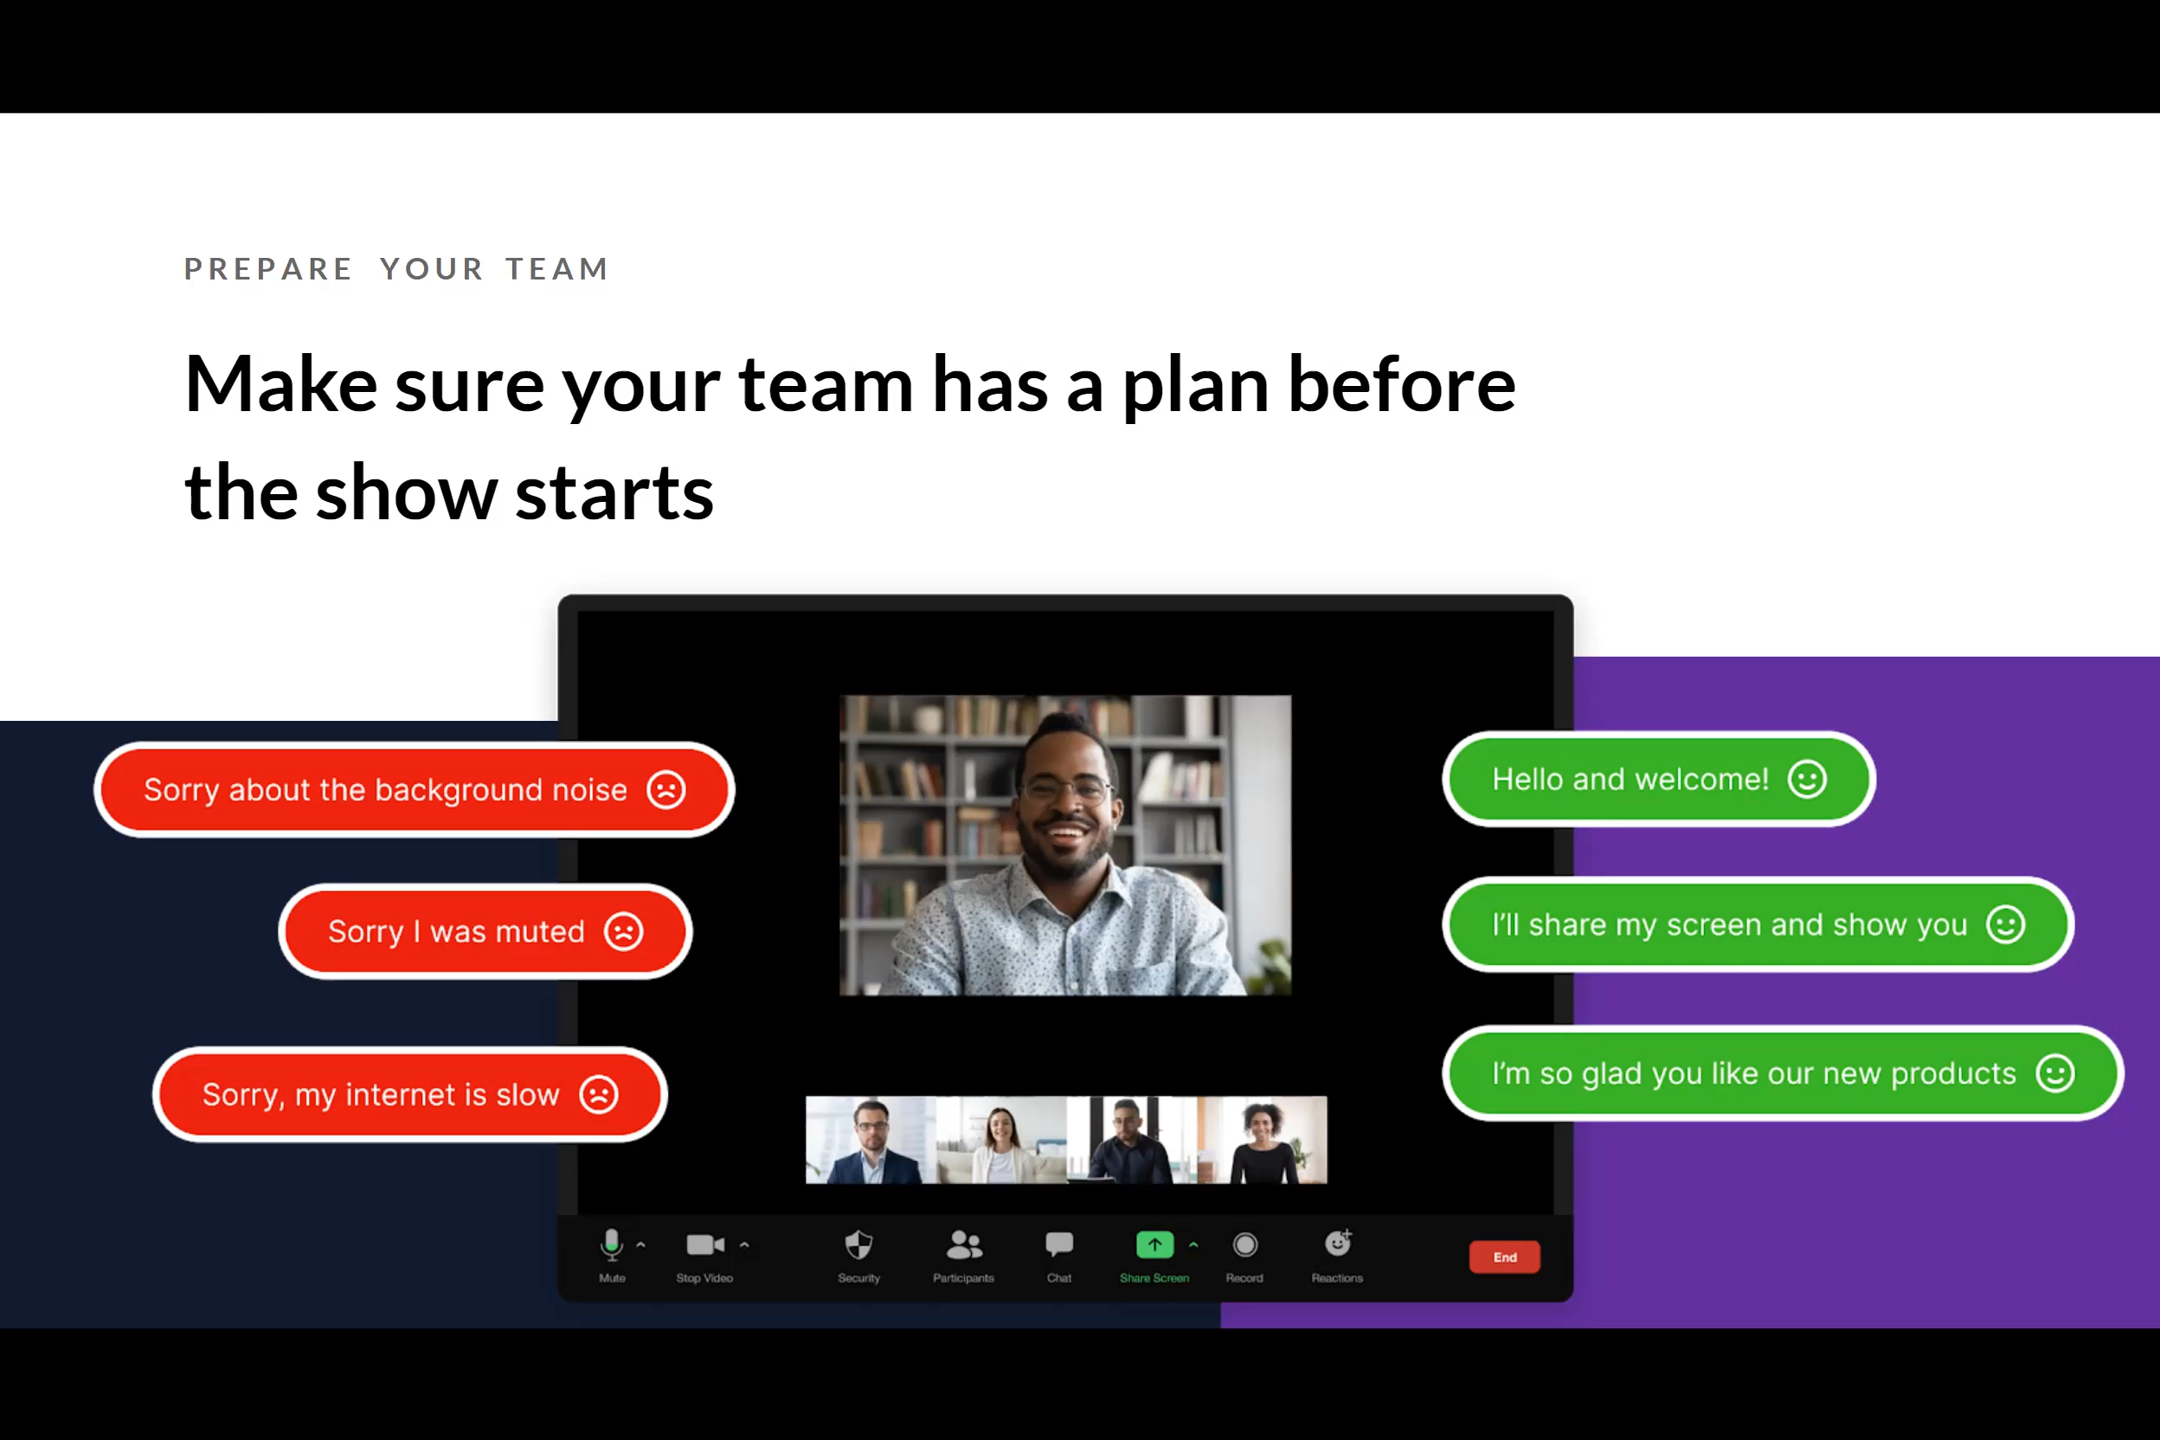 PREPARE YOUR TEAM
Make sure your team has a plan before
the show starts
Sorry about the background noise
Sorry I was muted
Sorry, my internet is slow
Hello and welcome!
I'll share my screen and show you
I'm so glad you like our new products
Mute
Stop Video
Security
Participants
Chat
Share Screen
Record
Reactions
End